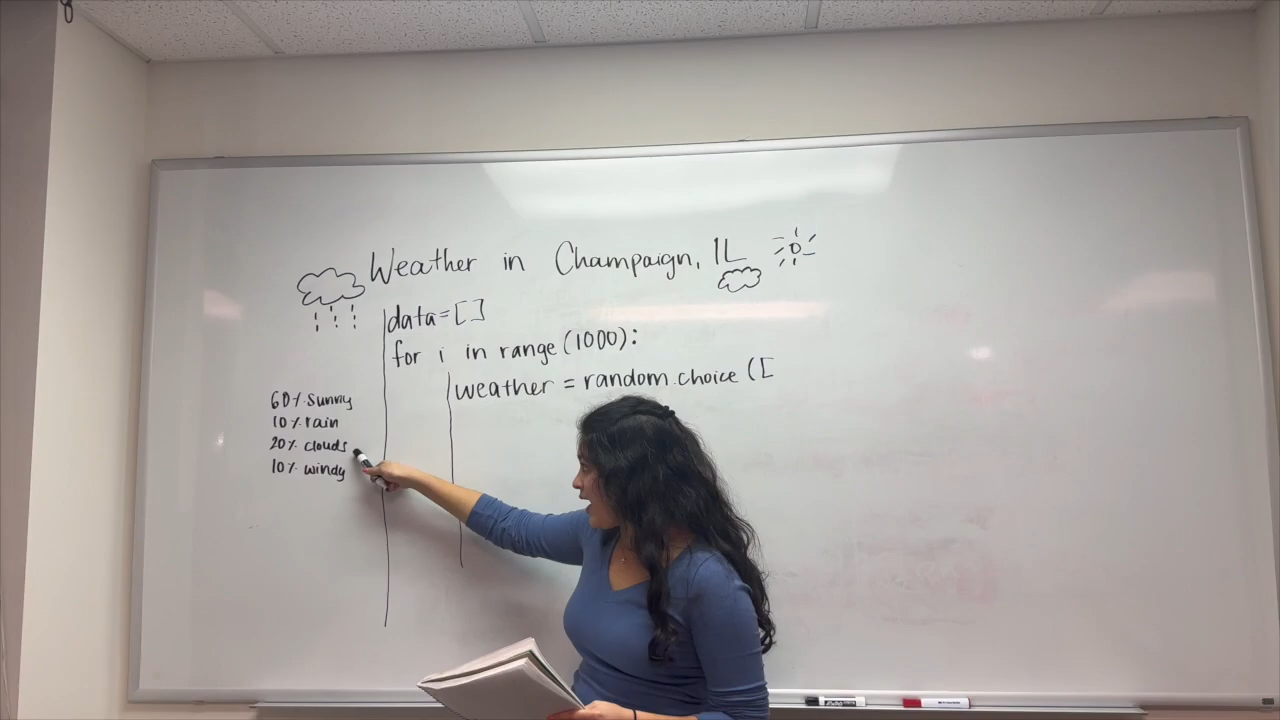 Weather in Champaign, IL
data=[]
for i in range (1000):
weather = random.choice ([
60% sunny
10% rain
20% clouds
10% windy